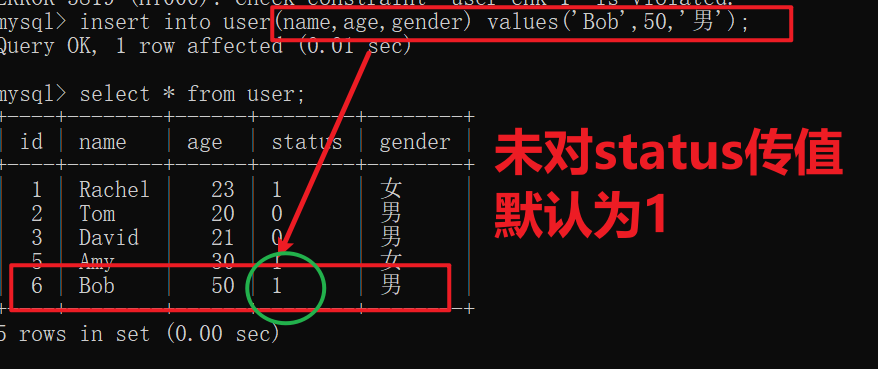 ERROR 3819 (HY000): Check constraint 'user_chk_1' is violated.
mysql> insert into user(name,age,gender) values('Bob',50,'男');
Query OK, 1 row affected (0.01 sec)
mysql> select * from user;
+----+--------+------+--------+--------+
| id | name | age | status | gender |
+----+--------+------+--------+--------+
| 1 | Rachel | 23 | 1 | 女 |
| 2 | Tom | 20 | 0 | 男 |
| 3 | David | 21 | 0 | 男 |
| 5 | Amy | 30 | 1 | 女 |
| 6 | Bob | 50 | 1 | 男 |
+----+--------+------+--------+--------+
5 rows in set (0.00 sec)
未对status传值
默认为1